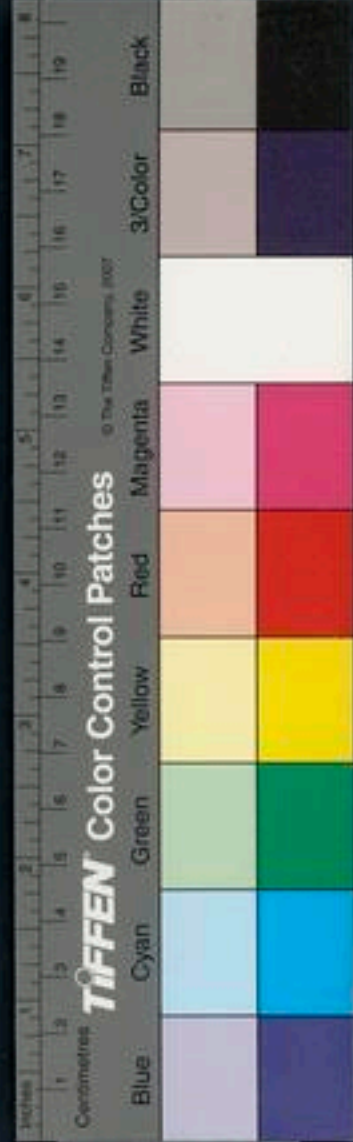 Inches 1 2 3 4 5 6 7 8
Centimetres 1 2 3 4 5 6 7 8 9 10 11 12 13 14 15 16 17 18 19
TIFFEN Color Control Patches © The Tiffen Company, 2007
Blue Cyan Green Yellow Red Magenta White 3/Color Black